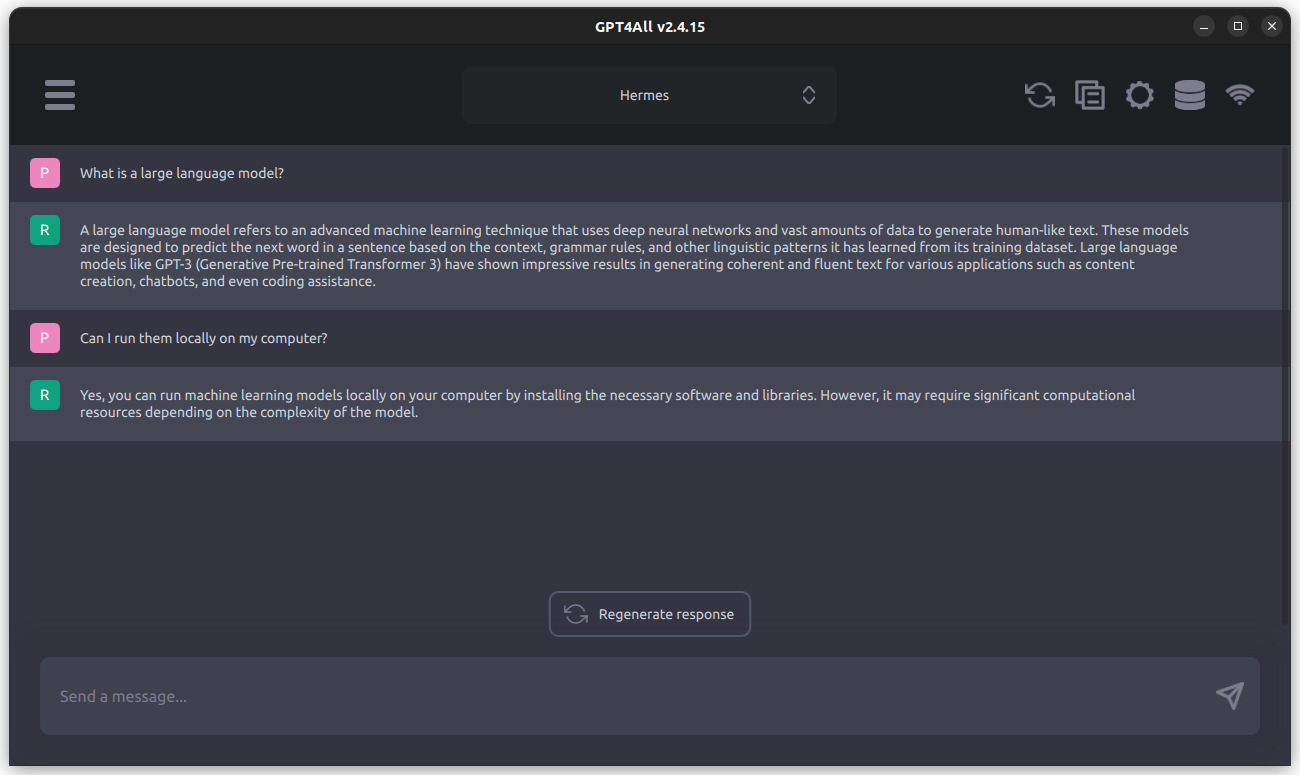 GPT4All v2.4.15
Hermes
P
What is a large language model?
R
A large language model refers to an advanced machine learning technique that uses deep neural networks and vast amounts of data to generate human-like text. These models
are designed to predict the next word in a sentence based on the context, grammar rules, and other linguistic patterns it has learned from its training dataset. Large language
models like GPT-3 (Generative Pre-trained Transformer 3) have shown impressive results in generating coherent and fluent text for various applications such as content
creation, chatbots, and even coding assistance.
P
Can I run them locally on my computer?
R
Yes, you can run machine learning models locally on your computer by installing the necessary software and libraries. However, it may require significant computational
resources depending on the complexity of the model.
Regenerate response
Send a message...